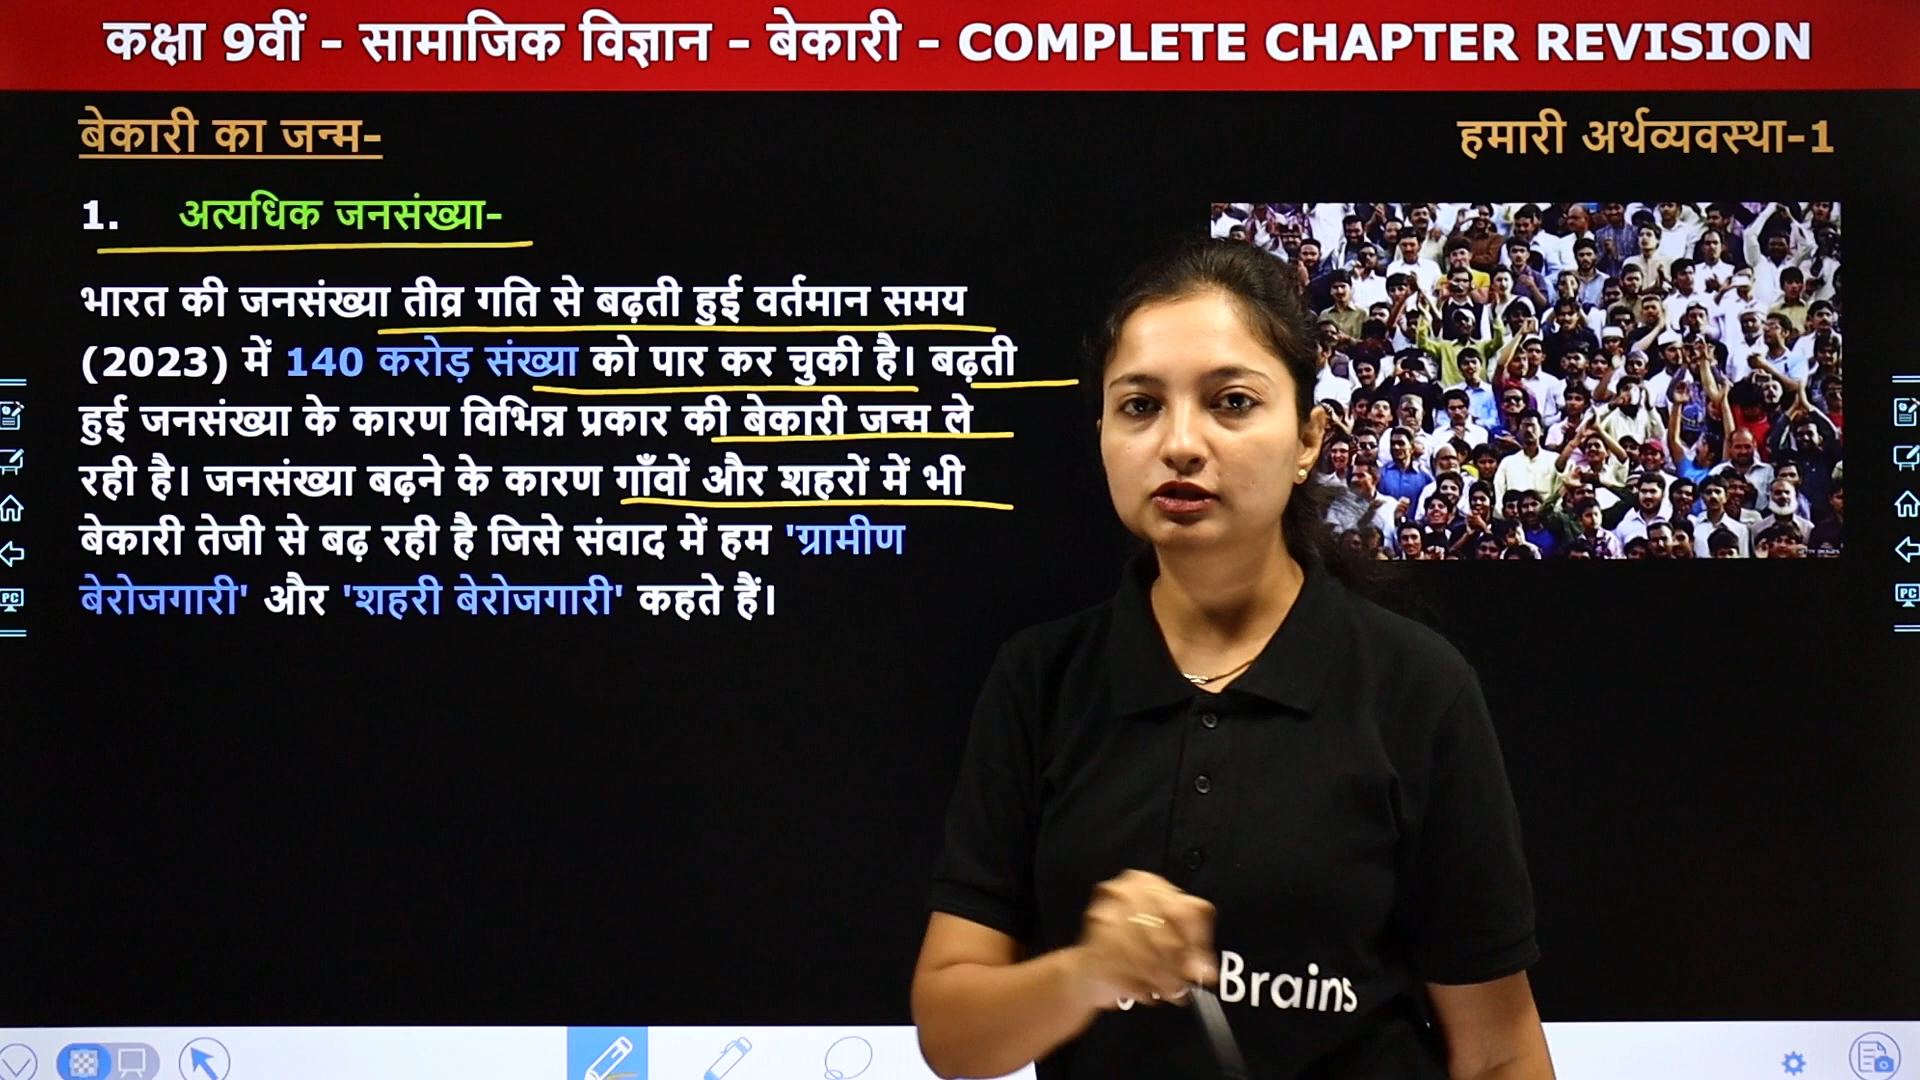 कक्षा 9वीं - सामाजिक विज्ञान - बेकारी - COMPLETE CHAPTER REVISION
बेकारी का जन्म-
हमारी अर्थव्यवस्था-1
1. अत्यधिक जनसंख्या-
भारत की जनसंख्या तीव्र गति से बढ़ती हुई वर्तमान समय
(2023) में 140 करोड़ संख्या को पार कर चुकी है। बढ़ती
हुई जनसंख्या के कारण विभिन्न प्रकार की बेकारी जन्म ले
रही है। जनसंख्या बढ़ने के कारण गाँवों और शहरों में भी
बेकारी तेजी से बढ़ रही है जिसे संवाद में हम 'ग्रामीण
बेरोजगारी' और 'शहरी बेरोजगारी' कहते हैं।
Brains
PC
PC